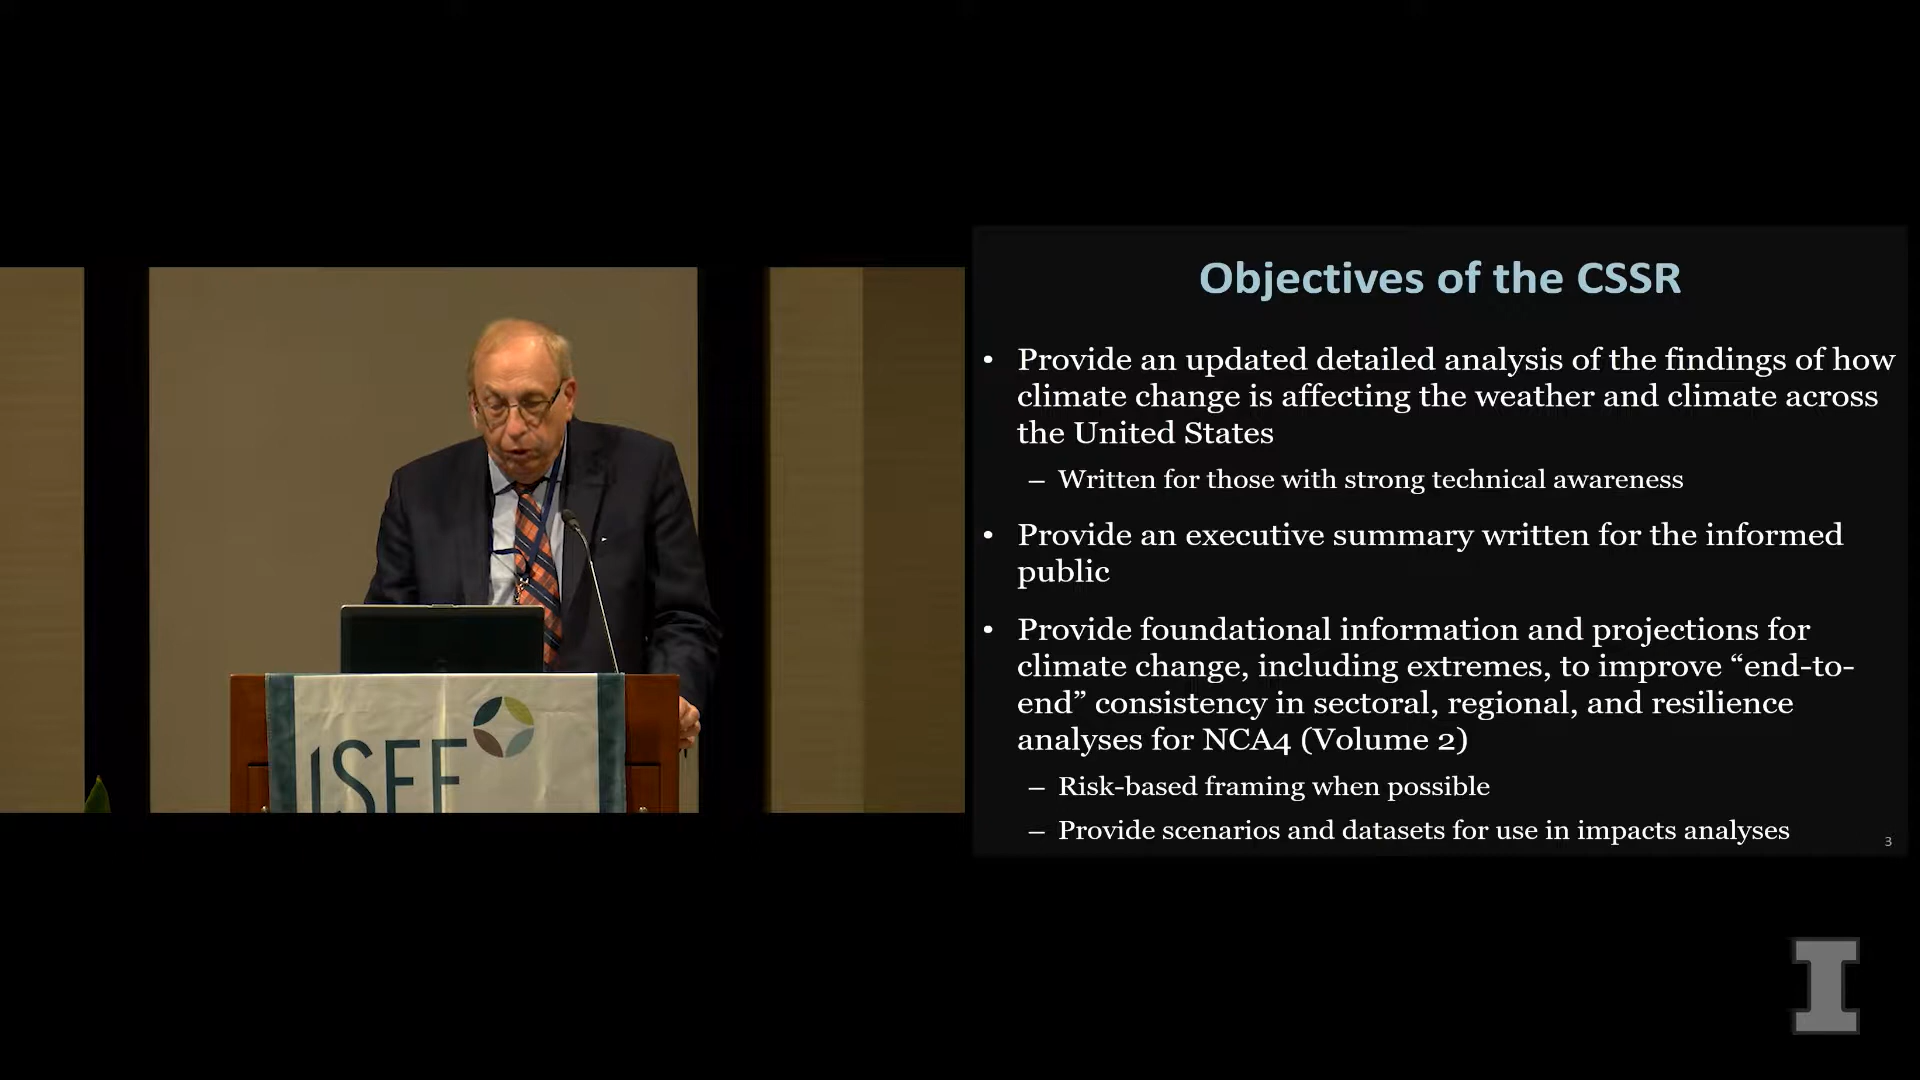 Objectives of the CSSR
• Provide an updated detailed analysis of the findings of how
climate change is affecting the weather and climate across
the United States
– Written for those with strong technical awareness
• Provide an executive summary written for the informed
public
• Provide foundational information and projections for
climate change, including extremes, to improve “end-to-
end” consistency in sectoral, regional, and resilience
analyses for NCA4 (Volume 2)
– Risk-based framing when possible
– Provide scenarios and datasets for use in impacts analyses
3
iSEE
I